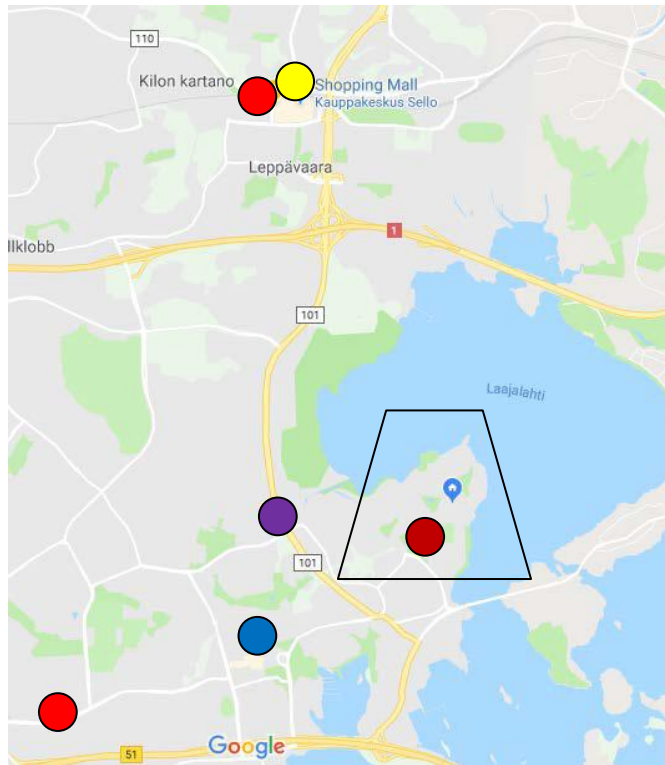 110
Kilon kartano
Shopping Mall
Kauppakeskus Sello
Leppävaara
1
llklobb
101
Laajalahti
101
Google
51